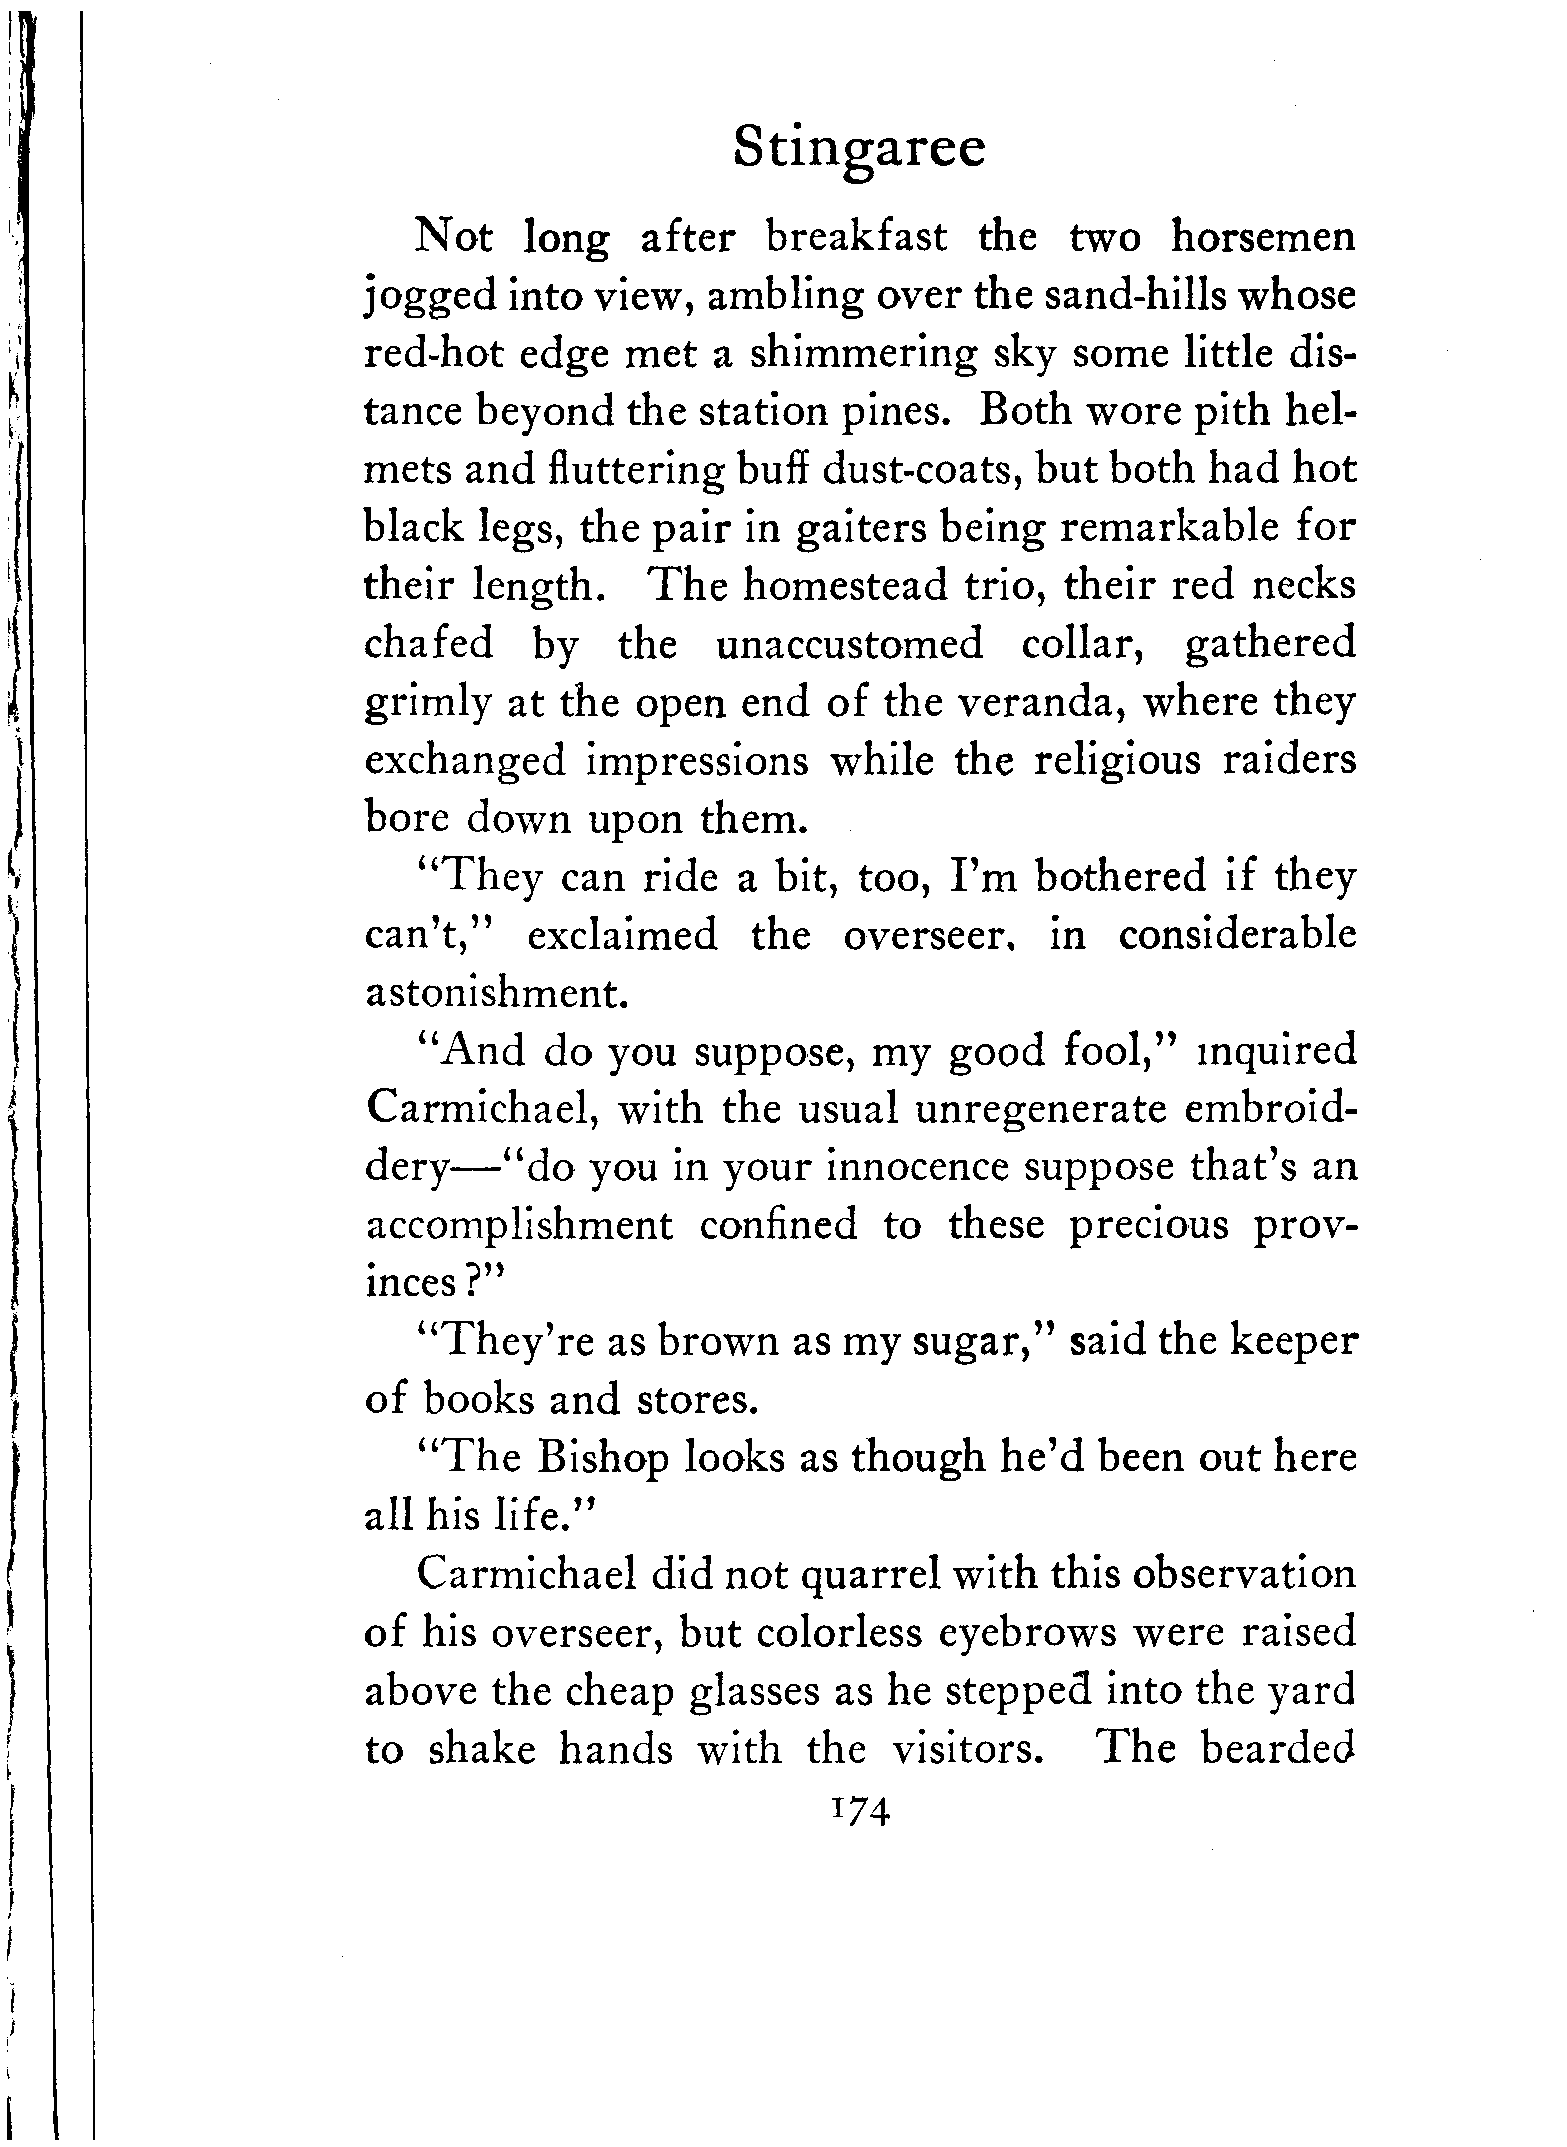 Stingaree
Not long after breakfast the two horsemen
jogged into view, ambling over the sand-hills whose
red-hot edge met a shimmering sky some little dis-
tance beyond the station pines. Both wore pith hel-
mets and fluttering buff dust-coats, but both had hot
black legs, the pair in gaiters being remarkable for
their length. The homestead trio, their red necks
chafed by the unaccustomed collar, gathered
grimly at the open end of the veranda, where they
exchanged impressions while the religious raiders
bore down upon them.
"They can ride a bit, too, I'm bothered if they
can't," exclaimed the overseer, in considerable
astonishment.
"And do you suppose, my good fool," inquired
Carmichael, with the usual unregenerate embroid-
dery—"do you in your innocence suppose that's an
accomplishment confined to these precious prov-
inces?"
"They're as brown as my sugar," said the keeper
of books and stores.
"The Bishop looks as though he'd been out here
all his life."
Carmichael did not quarrel with this observation
of his overseer, but colorless eyebrows were raised
above the cheap glasses as he stepped into the yard
to shake hands with the visitors. The bearded
174